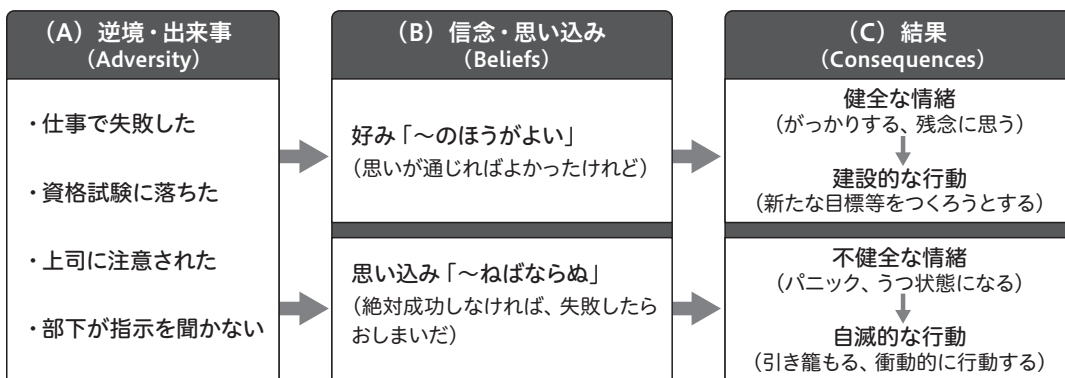 （A）逆境・出来事
（Adversity）
・仕事で失敗した
・資格試験に落ちた
・上司に注意された
・部下が指示を聞かない
（B）信念・思い込み
（Beliefs）
好み「～のほうがよい」
（思いが通じればよかったけれど）
思い込み「～ねばならぬ」
（絶対成功しなければ、失敗したら
おしまいだ）
（C）結果
（Consequences）
健全な情緒
（がっかりする、残念に思う）
建設的な行動
（新たな目標等をつくろうとする）
不健全な情緒
（パニック、うつ状態になる）
自滅的な行動
（引き籠もる、衝動的に行動する）